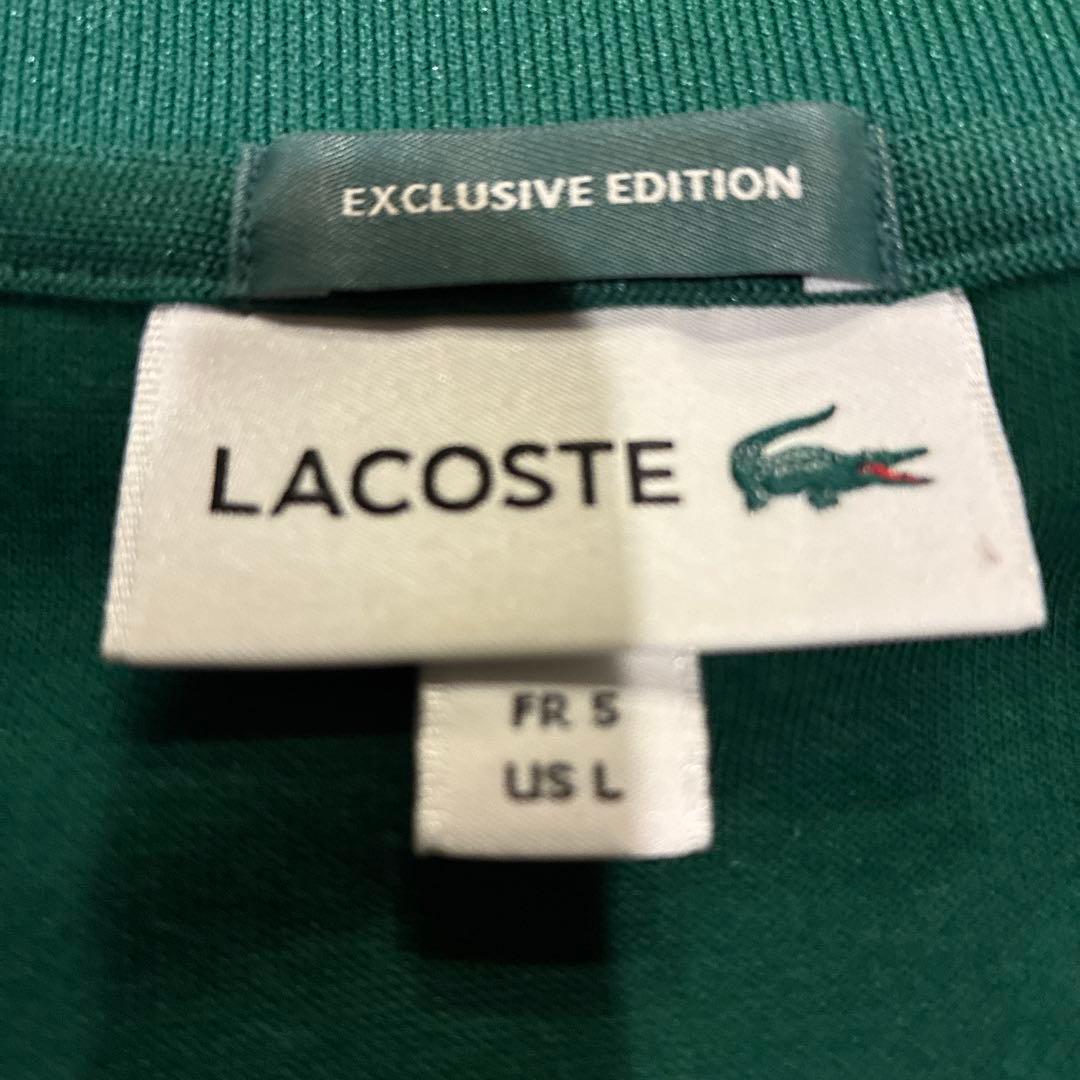 EXCLUSIVE EDITION
LACOSTE
FR 5
US L